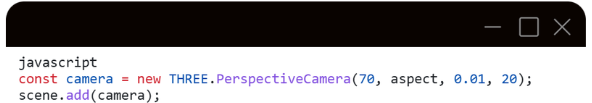 javascript
const camera = new THREE.PerspectiveCamera(70, aspect, 0.01, 20);
scene.add(camera);